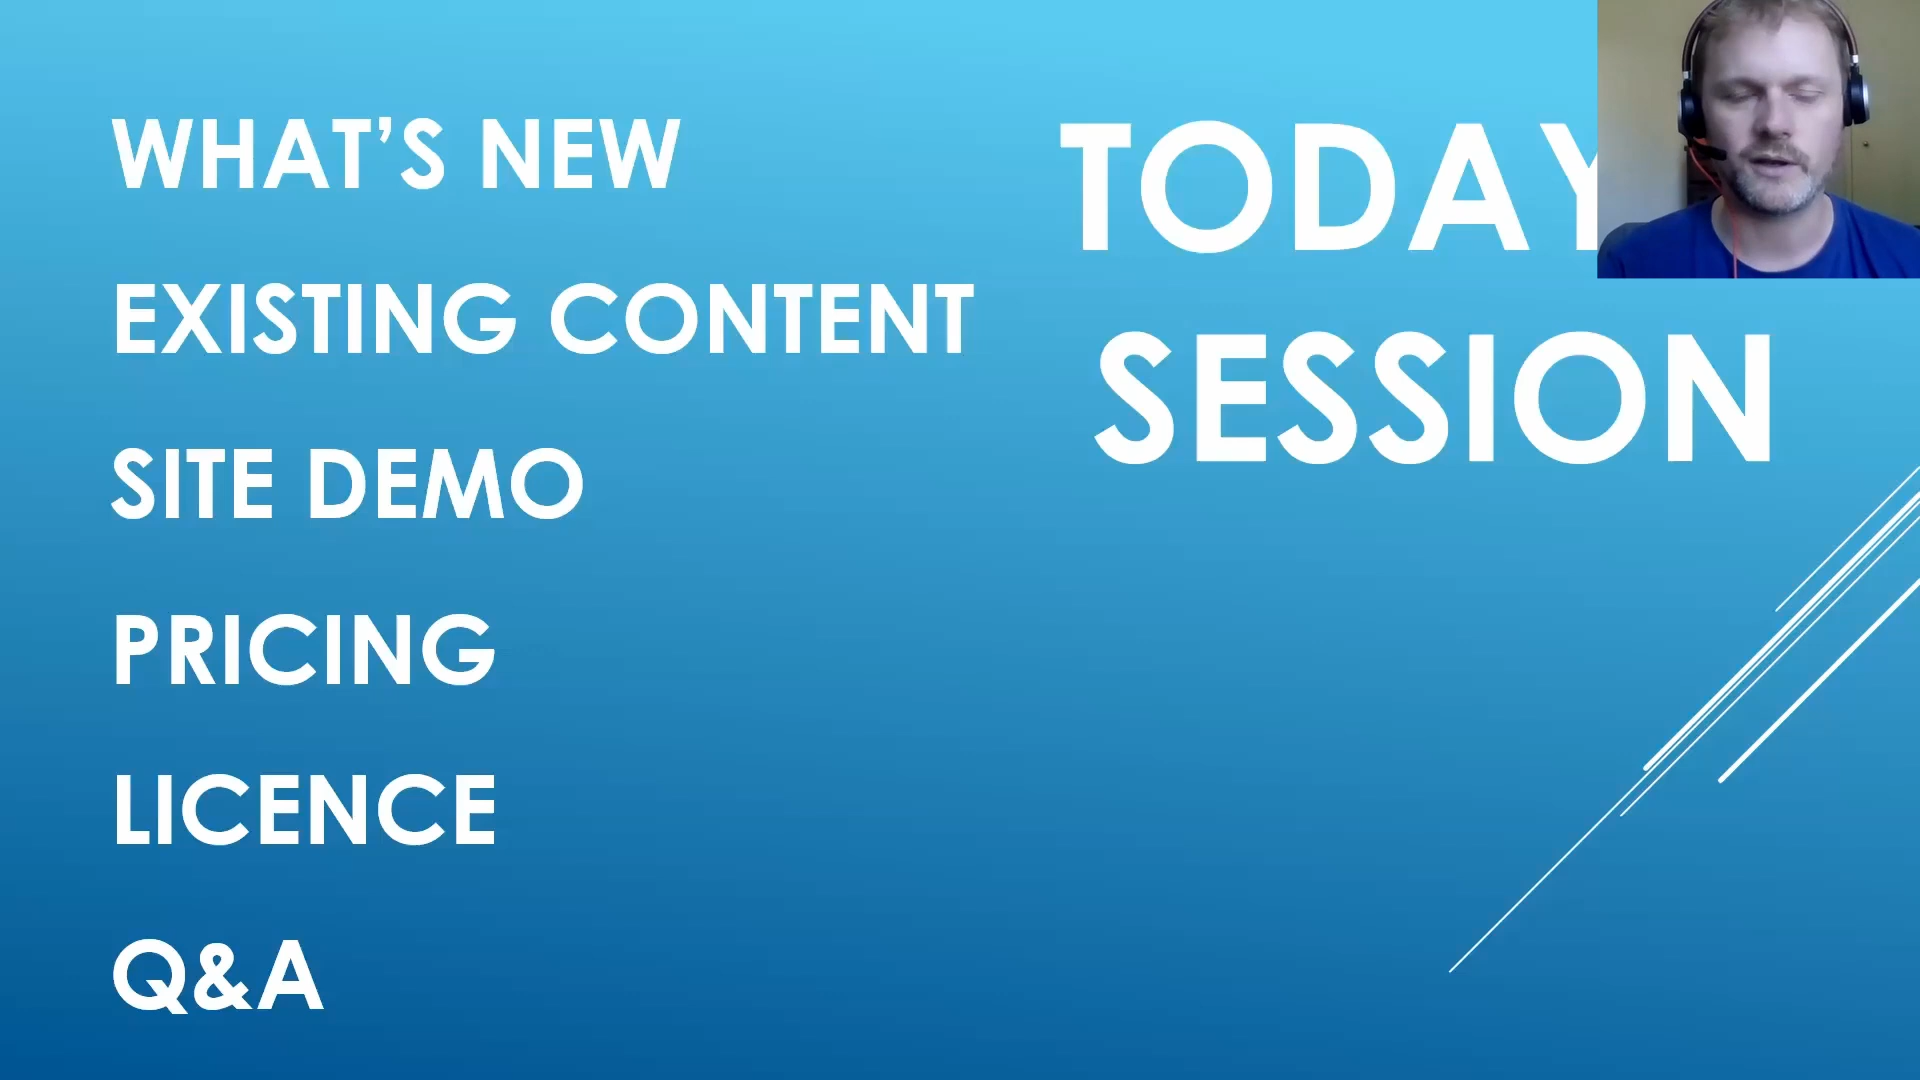 WHAT'S NEW
EXISTING CONTENT
SITE DEMO
PRICING
LICENCE
Q&A
TODAY
SESSION